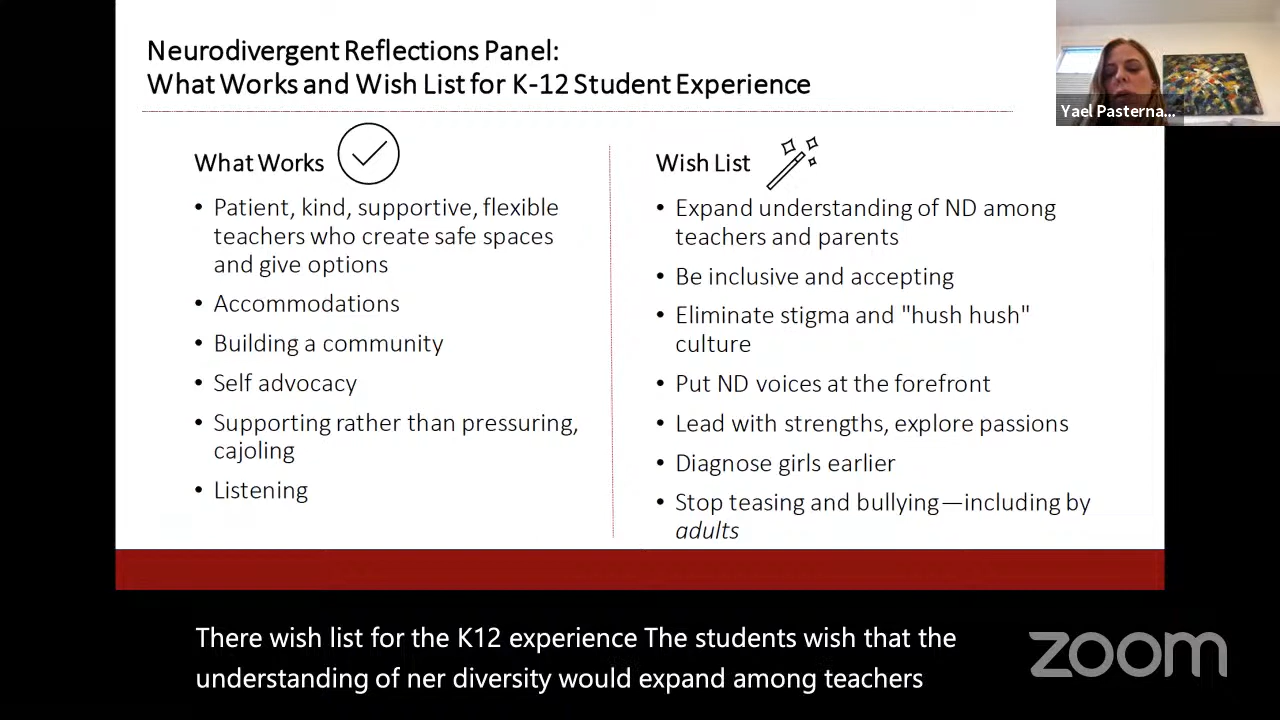 Neurodivergent Reflections Panel:
What Works and Wish List for K-12 Student Experience
Yael Pasterna...
What Works
• Patient, kind, supportive, flexible
teachers who create safe spaces
and give options
• Accommodations
• Building a community
• Self advocacy
• Supporting rather than pressuring,
cajoling
• Listening
Wish List
• Expand understanding of ND among
teachers and parents
• Be inclusive and accepting
• Eliminate stigma and "hush hush"
culture
• Put ND voices at the forefront
• Lead with strengths, explore passions
• Diagnose girls earlier
• Stop teasing and bullying—including by
adults
There wish list for the K12 experience The students wish that the
understanding of ner diversity would expand among teachers
zoom